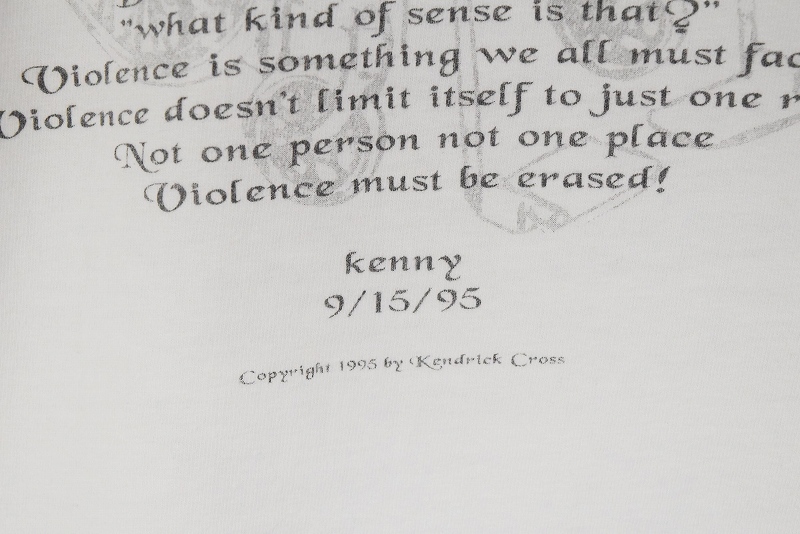 "what kind of sense is that?"
Violence is something we all must
Violence doesn't limit itself to just one
Not one person not one place
Violence must be erased!
kenny
9/15/95
Copyright 1995 by Kendrick Cross